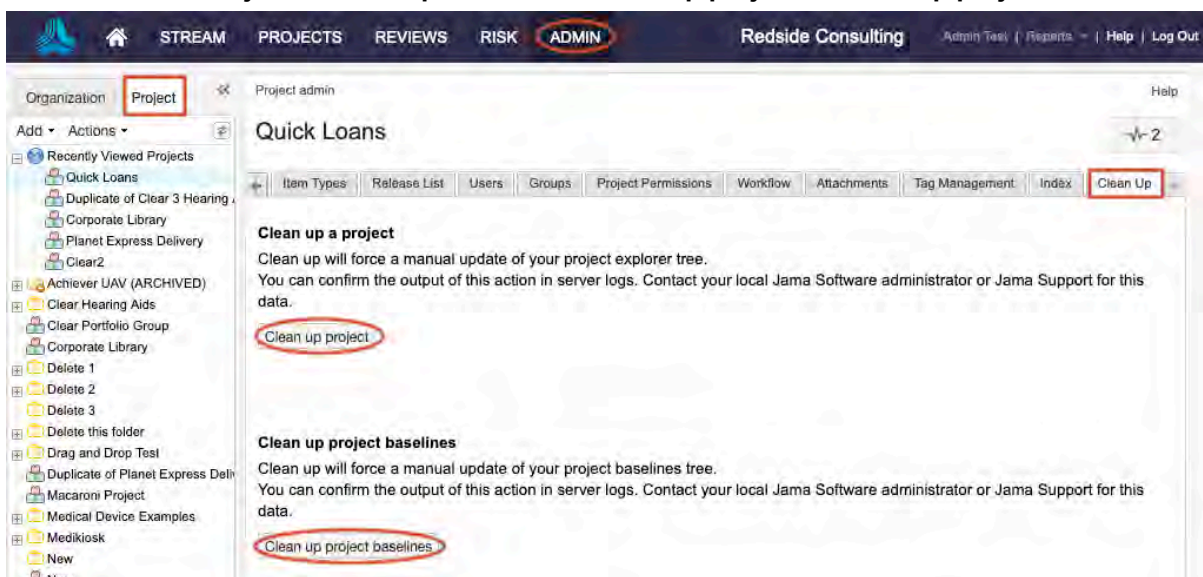 STREAM PROJECTS REVIEWS RISK ADMIN Redside Consulting Admin Test | Reports | Help | Log Out
Organization Project
Add Actions
Recently Viewed Projects
Quick Loans
Duplicate of Clear 3 Hearing
Corporate Library
Planet Express Delivery
Clear2
Achiever UAV (ARCHIVED)
Clear Hearing Aids
Clear Portfolio Group
Corporate Library
Delete 1
Delete 2
Delete 3
Delete this folder
Drag and Drop Test
Duplicate of Planet Express Deliv
Macaroni Project
Medical Device Examples
Medikiosk
New
Project admin Help
Quick Loans 2
Item Types Release List Users Groups Project Permissions Workflow Attachments Tag Management Index Clean Up
Clean up a project
Clean up will force a manual update of your project explorer tree.
You can confirm the output of this action in server logs. Contact your local Jama Software administrator or Jama Support for this
data.
Clean up project
Clean up project baselines
Clean up will force a manual update of your project baselines tree.
You can confirm the output of this action in server logs. Contact your local Jama Software administrator or Jama Support for this
data.
Clean up project baselines